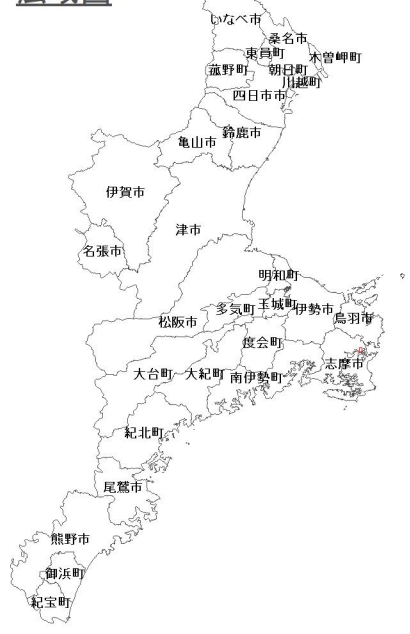 いなべ市
桑名市
東員町
木曽岬町
菰野町
朝日町
川越町
四日市市
鈴鹿市
亀山市
伊賀市
津市
名張市
明和町
多気町
玉城町
伊勢市
鳥羽市
松阪市
度会町
志摩市
大台町
大紀町
南伊勢町
紀北町
尾鷲市
熊野市
御浜町
紀宝町